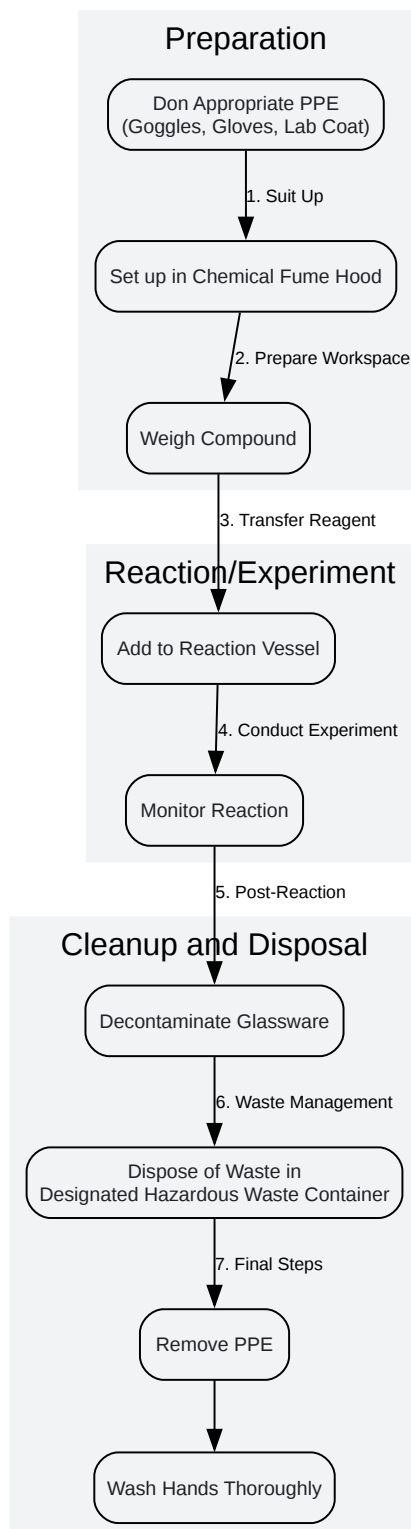 Preparation
Don Appropriate PPE
(Goggles, Gloves, Lab Coat)
1. Suit Up
Set up in Chemical Fume Hood
2. Prepare Workspace
Weigh Compound
3. Transfer Reagent
Reaction/Experiment
Add to Reaction Vessel
4. Conduct Experiment
Monitor Reaction
5. Post-Reaction
Cleanup and Disposal
Decontaminate Glassware
6. Waste Management
Dispose of Waste in
Designated Hazardous Waste Container
7. Final Steps
Remove PPE
Wash Hands Thoroughly